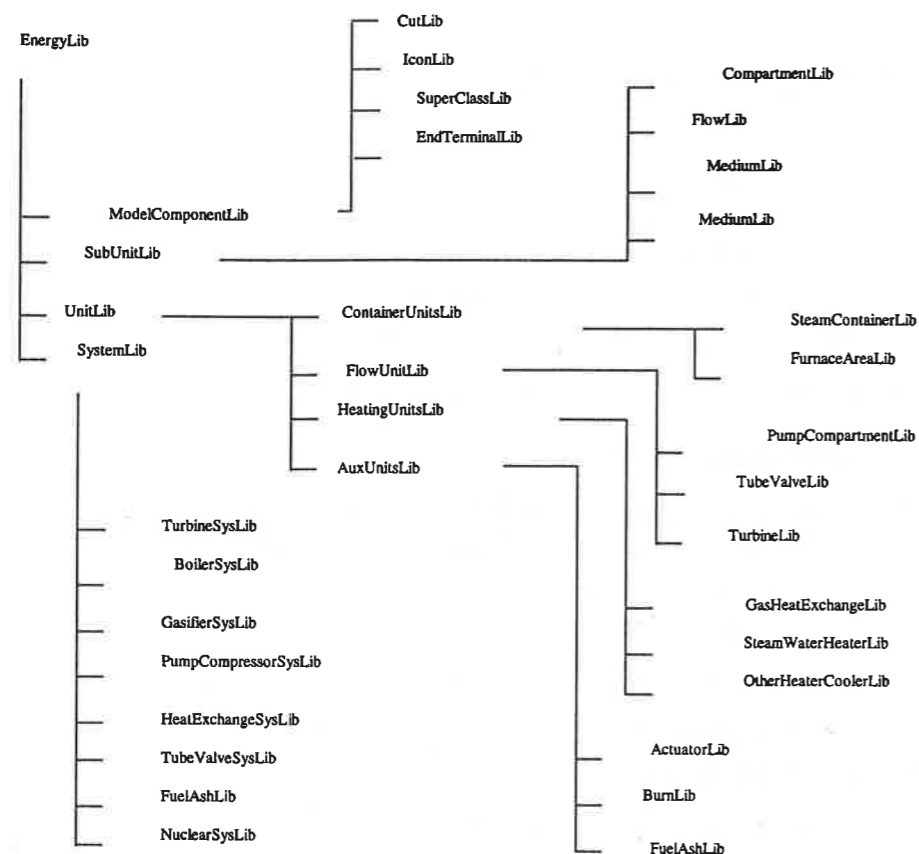 EnergyLib
CutLib
IconLib
SuperClassLib
EndTerminalLib
CompartmentLib
FlowLib
MediumLib
MediumLib
ModelComponentLib
SubUnitLib
UnitLib
SystemLib
ContainerUnitsLib
FlowUnitLib
HeatingUnitsLib
AuxUnitsLib
SteamContainerLib
FurnaceAreaLib
PumpCompartmentLib
TubeValveLib
TurbineLib
GasHeatExchangeLib
SteamWaterHeaterLib
OtherHeaterCoolerLib
ActuatorLib
BurnLib
FuelAshLib
TurbineSysLib
BoilerSysLib
GasifierSysLib
PumpCompressorSysLib
HeatExchangeSysLib
TubeValveSysLib
FuelAshLib
NuclearSysLib